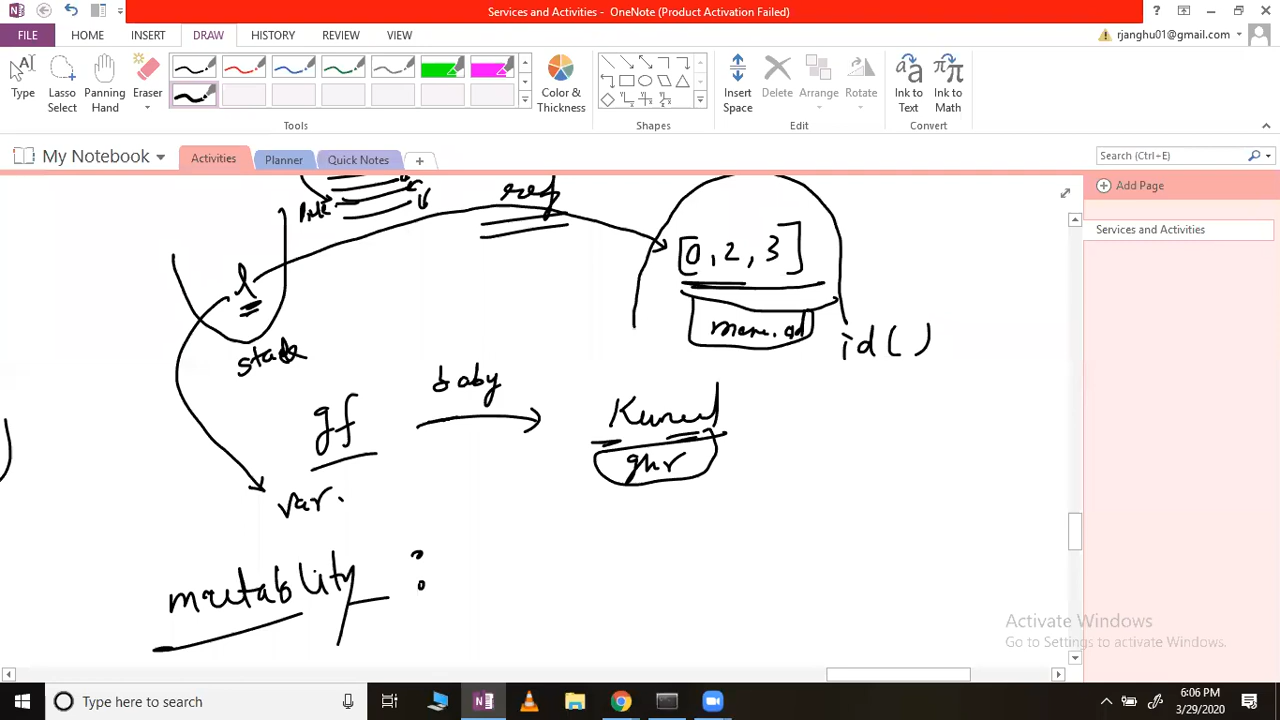 Services and Activities - OneNote (Product Activation Failed)
FILE HOME INSERT DRAW HISTORY REVIEW VIEW
rjanghu01@gmail.com
Type
Lasso Select
Panning Hand
Eraser
Color & Thickness
Insert Space
Delete
Arrange
Rotate
Ink to Text
Ink to Math
Tools
Shapes
Edit
Convert
My Notebook
Activities
Planner
Quick Notes
Search (Ctrl+E)
Add Page
Services and Activities
ref
[0, 2, 3]
l
mem. ad
id()
stack
baby
gf
Kunal
ghr
var.
mutability :
Activate Windows
Go to Settings to activate Windows.
Type here to search
6:06 PM
3/29/2020